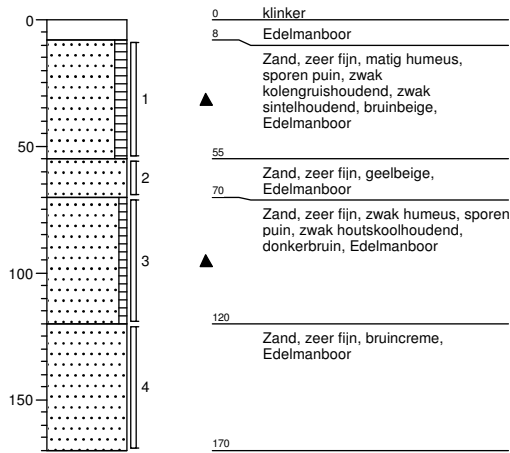 0
klinker
8
Edelmanboor
Zand, zeer fijn, matig humeus,
sporen puin, zwak
kolengruishoudend, zwak
sintelhoudend, bruinbeige,
Edelmanboor
55
Zand, zeer fijn, geelbeige,
Edelmanboor
70
Zand, zeer fijn, zwak humeus, sporen
puin, zwak houtskoolhoudend,
donkerbruin, Edelmanboor
120
Zand, zeer fijn, bruincreme,
Edelmanboor
170
0
50
100
150
1
2
3
4